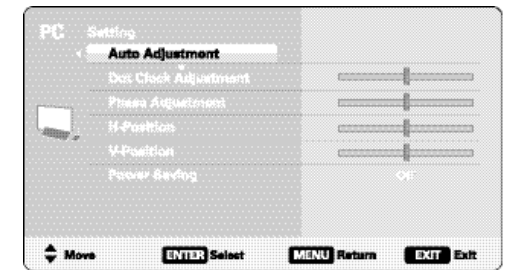 PC Setting
Auto Adjustment
Dot Clock Adjustment
Phase Adjustment
H-Position
V-Position
Power Saving Off
Move ENTER Select MENU Return EXIT Exit